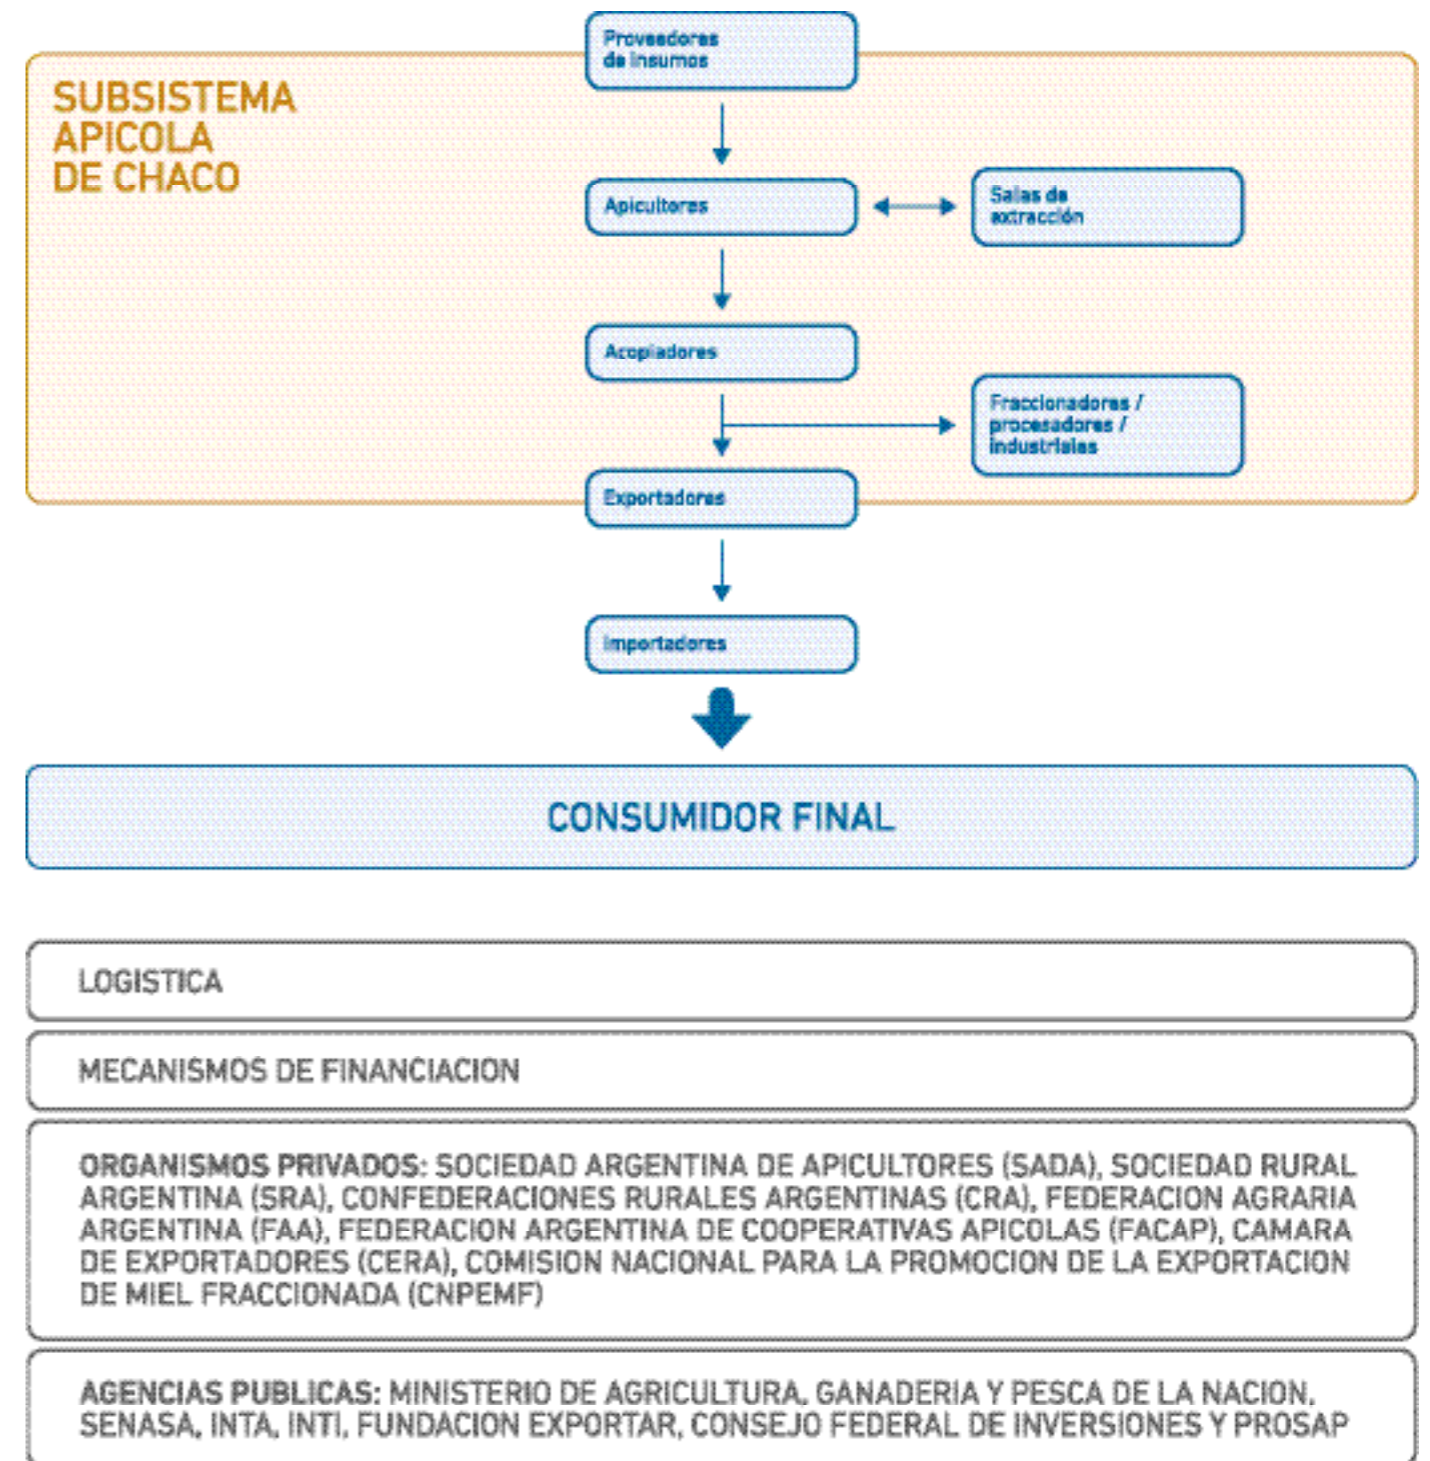 Proveedores
de insumos
SUBSISTEMA
APICOLA
DE CHACO
Apicultores
Salas de
extracción
Acopiadores
Fraccionadores /
procesadores /
industriales
Exportadores
Importadores
CONSUMIDOR FINAL
LOGISTICA
MECANISMOS DE FINANCIACION
ORGANISMOS PRIVADOS: SOCIEDAD ARGENTINA DE APICULTORES (SADA), SOCIEDAD RURAL
ARGENTINA (SRA), CONFEDERACIONES RURALES ARGENTINAS (CRA), FEDERACION AGRARIA
ARGENTINA (FAA), FEDERACION ARGENTINA DE COOPERATIVAS APICOLAS (FACAP), CAMARA
DE EXPORTADORES (CERA), COMISION NACIONAL PARA LA PROMOCION DE LA EXPORTACION
DE MIEL FRACCIONADA (CNPEMF)
AGENCIAS PUBLICAS: MINISTERIO DE AGRICULTURA, GANADERIA Y PESCA DE LA NACION,
SENASA, INTA, INTI, FUNDACION EXPORTAR, CONSEJO FEDERAL DE INVERSIONES Y PROSAP